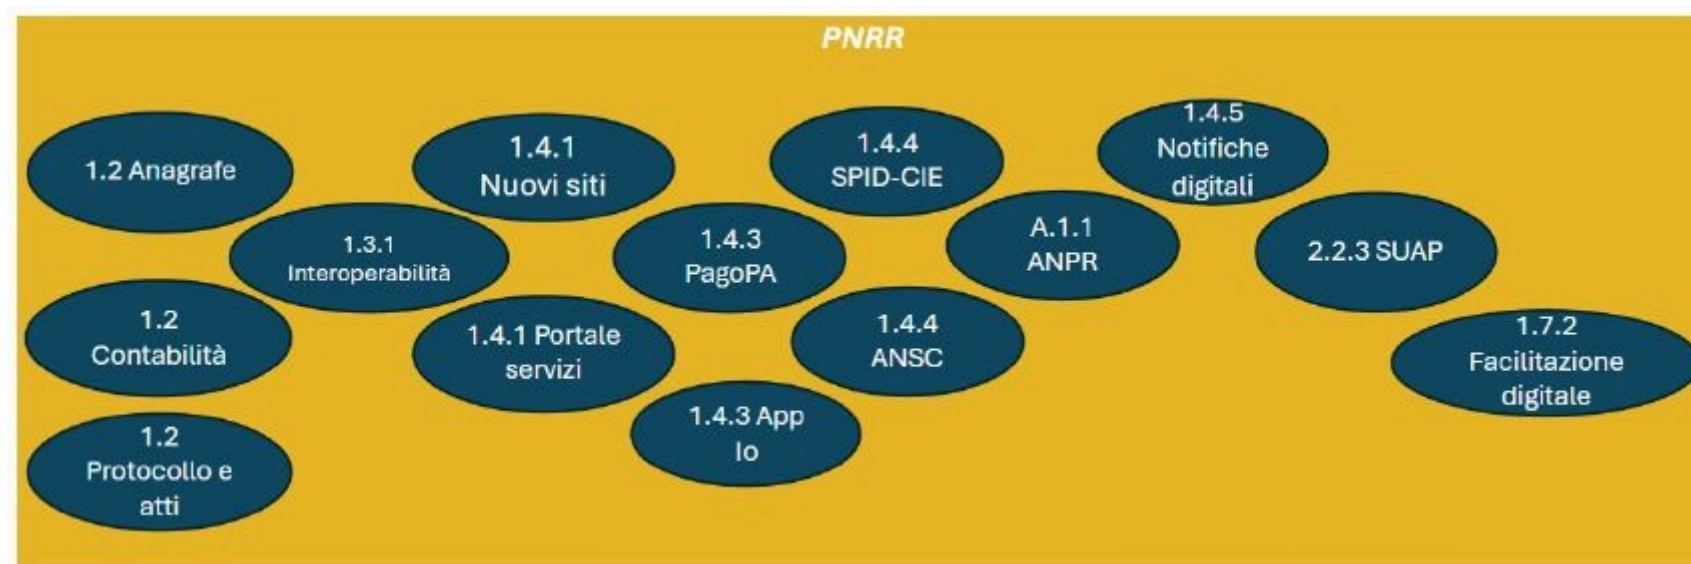 PNRR
1.2 Anagrafe
1.2
Contabilità
1.2
Protocollo e
atti
1.3.1
Interoperabilità
1.4.1
Nuovi siti
1.4.1 Portale
servizi
1.4.3
PagoPA
1.4.3 App
Io
1.4.4
SPID-CIE
1.4.4
ANSC
A.1.1
ANPR
1.4.5
Notifiche
digitali
2.2.3 SUAP
1.7.2
Facilitazione
digitale